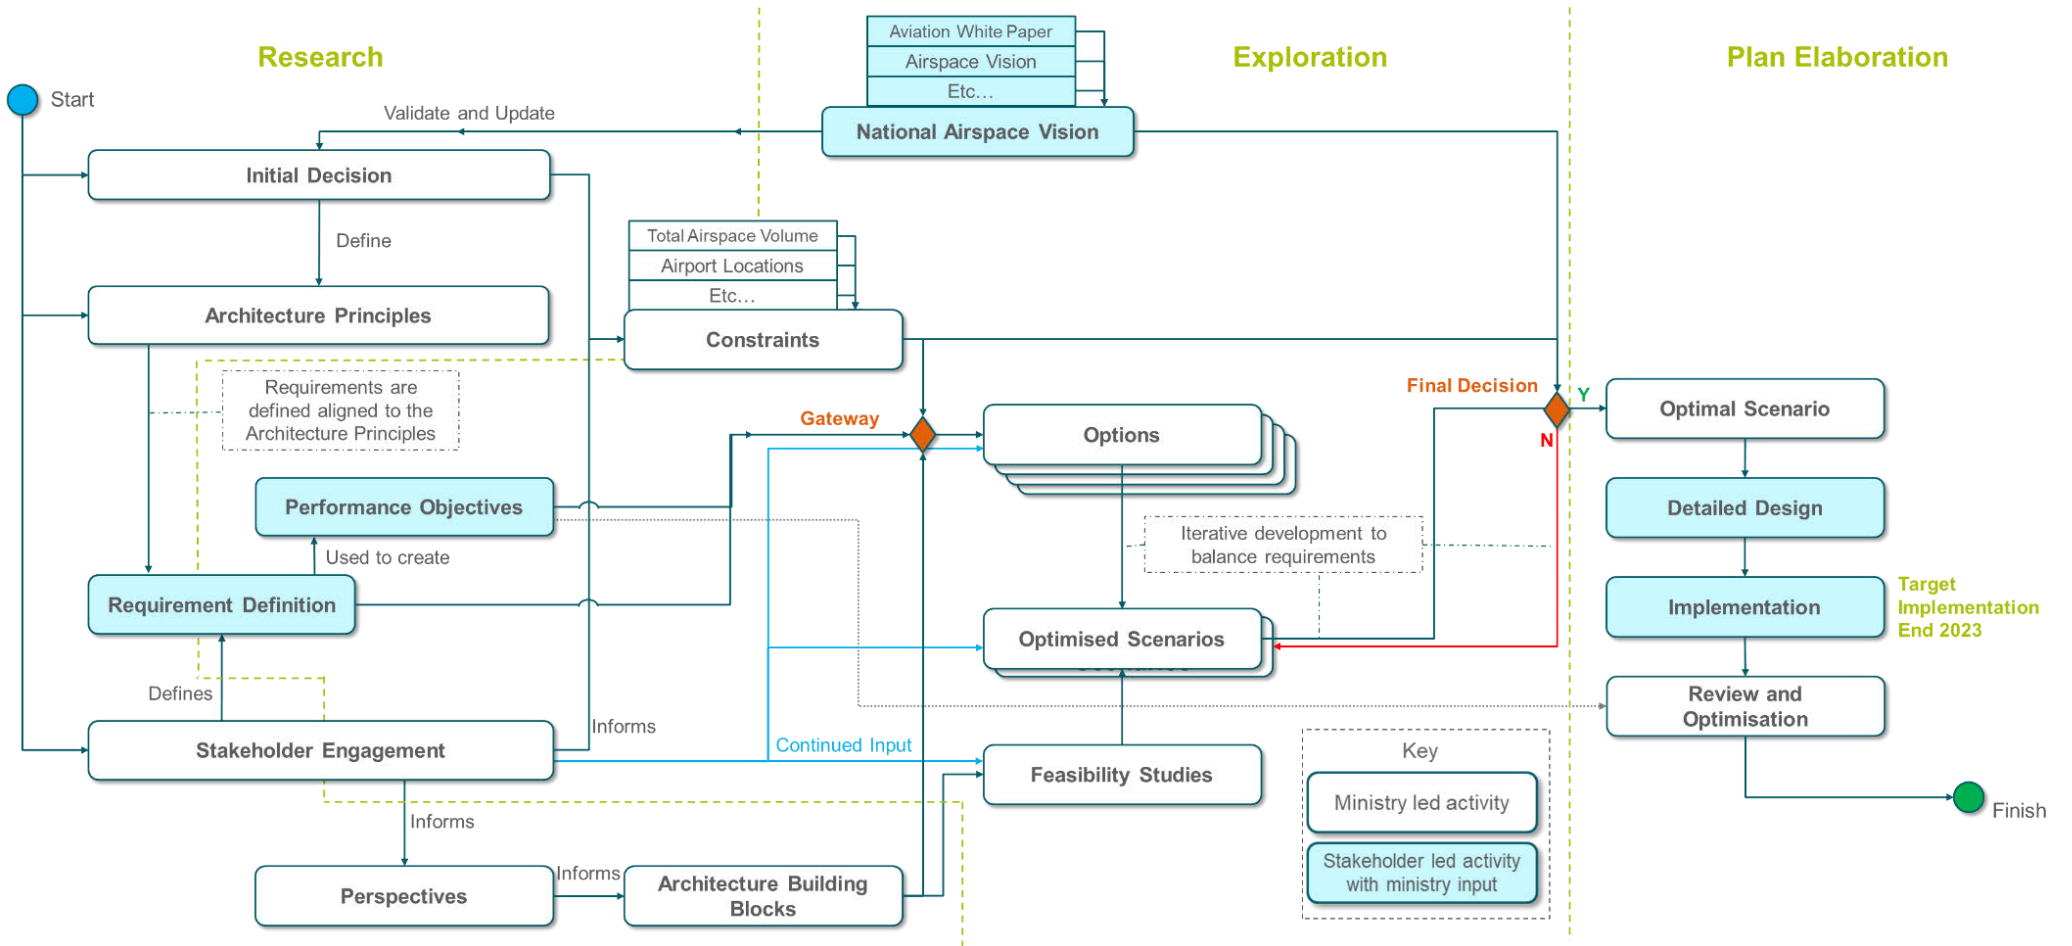 Research
Exploration
Plan Elaboration
Aviation White Paper
Airspace Vision
Etc...
National Airspace Vision
Start
Validate and Update
Initial Decision
Define
Total Airspace Volume
Airport Locations
Etc...
Constraints
Architecture Principles
Requirements are
defined aligned to the
Architecture Principles
Gateway
Options
Final Decision
Y
N
Optimal Scenario
Performance Objectives
Used to create
Requirement Definition
Iterative development to
balance requirements
Detailed Design
Optimised Scenarios
Implementation
Target
Implementation
End 2023
Defines
Stakeholder Engagement
Informs
Continued Input
Feasibility Studies
Review and
Optimisation
Key
Ministry led activity
Stakeholder led activity
with ministry input
Finish
Informs
Perspectives
Informs
Architecture Building
Blocks